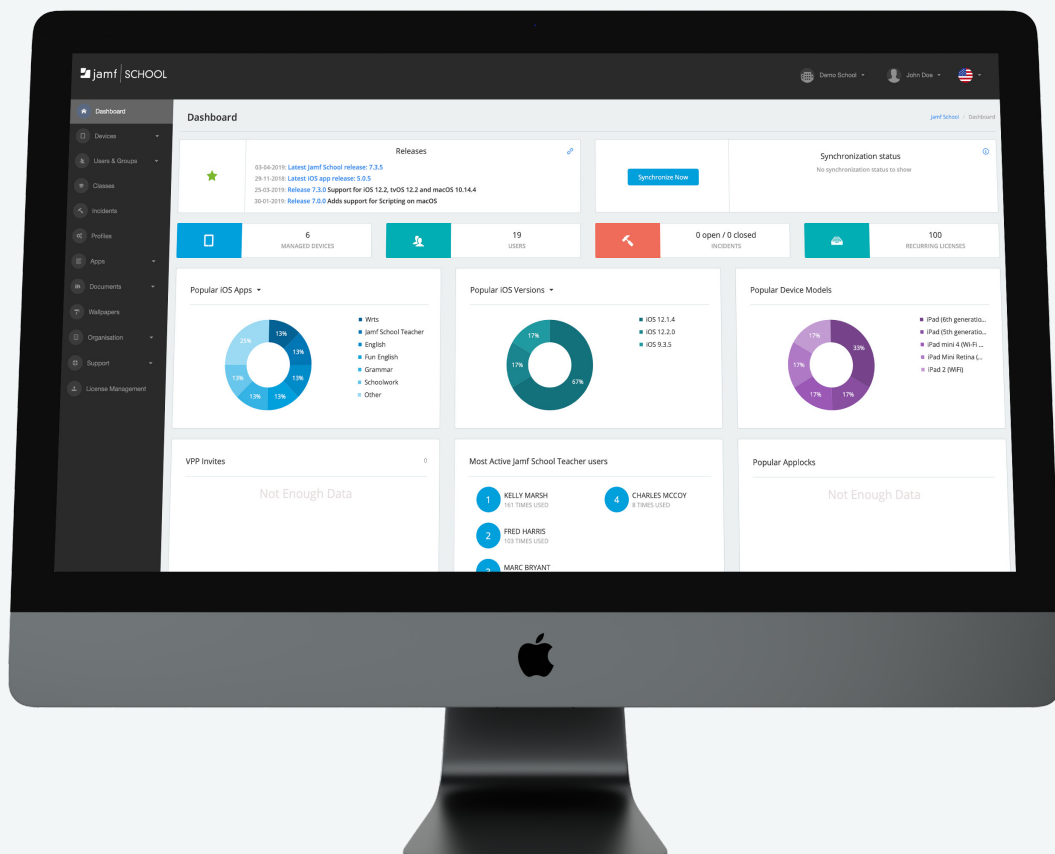 jamf SCHOOL
Demo School
John Doe
Dashboard
Devices
Users & Groups
Classes
Incidents
Profiles
Apps
Documents
Wallpapers
Organisation
Support
License Management
Dashboard
Jamf School Dashboard
Releases
03-04-2019: Latest Jamf School release: 7.3.5
29-11-2018: Latest iOS app release: 5.0.5
25-03-2019: Release 7.3.0 Support for iOS 12.2, tvOS 12.2 and macOS 10.14.4
30-01-2019: Release 7.0.0 Adds support for Scripting on macOS
Synchronize Now
Synchronization status
No synchronization status to show
6
MANAGED DEVICES
19
USERS
0 open / 0 closed
INCIDENTS
100
RECURRING LICENSES
Popular iOS Apps
25%
13%
13%
13%
13%
13%
13%
Wrts
Jamf School Teacher
English
Fun English
Grammar
Schoolwork
Other
Popular iOS Versions
17%
17%
67%
iOS 12.1.4
iOS 12.2.0
iOS 9.3.5
Popular Device Models
17%
33%
17%
17%
17%
iPad (6th generatio...
iPad (5th generatio...
iPad mini 4 (Wi-Fi ...
iPad Mini Retina (...
iPad 2 (WiFi)
VPP Invites
0
Not Enough Data
Most Active Jamf School Teacher users
1
KELLY MARSH
161 TIMES USED
4
CHARLES MCCOY
8 TIMES USED
2
FRED HARRIS
103 TIMES USED
MARC BRYANT
Popular Applocks
Not Enough Data